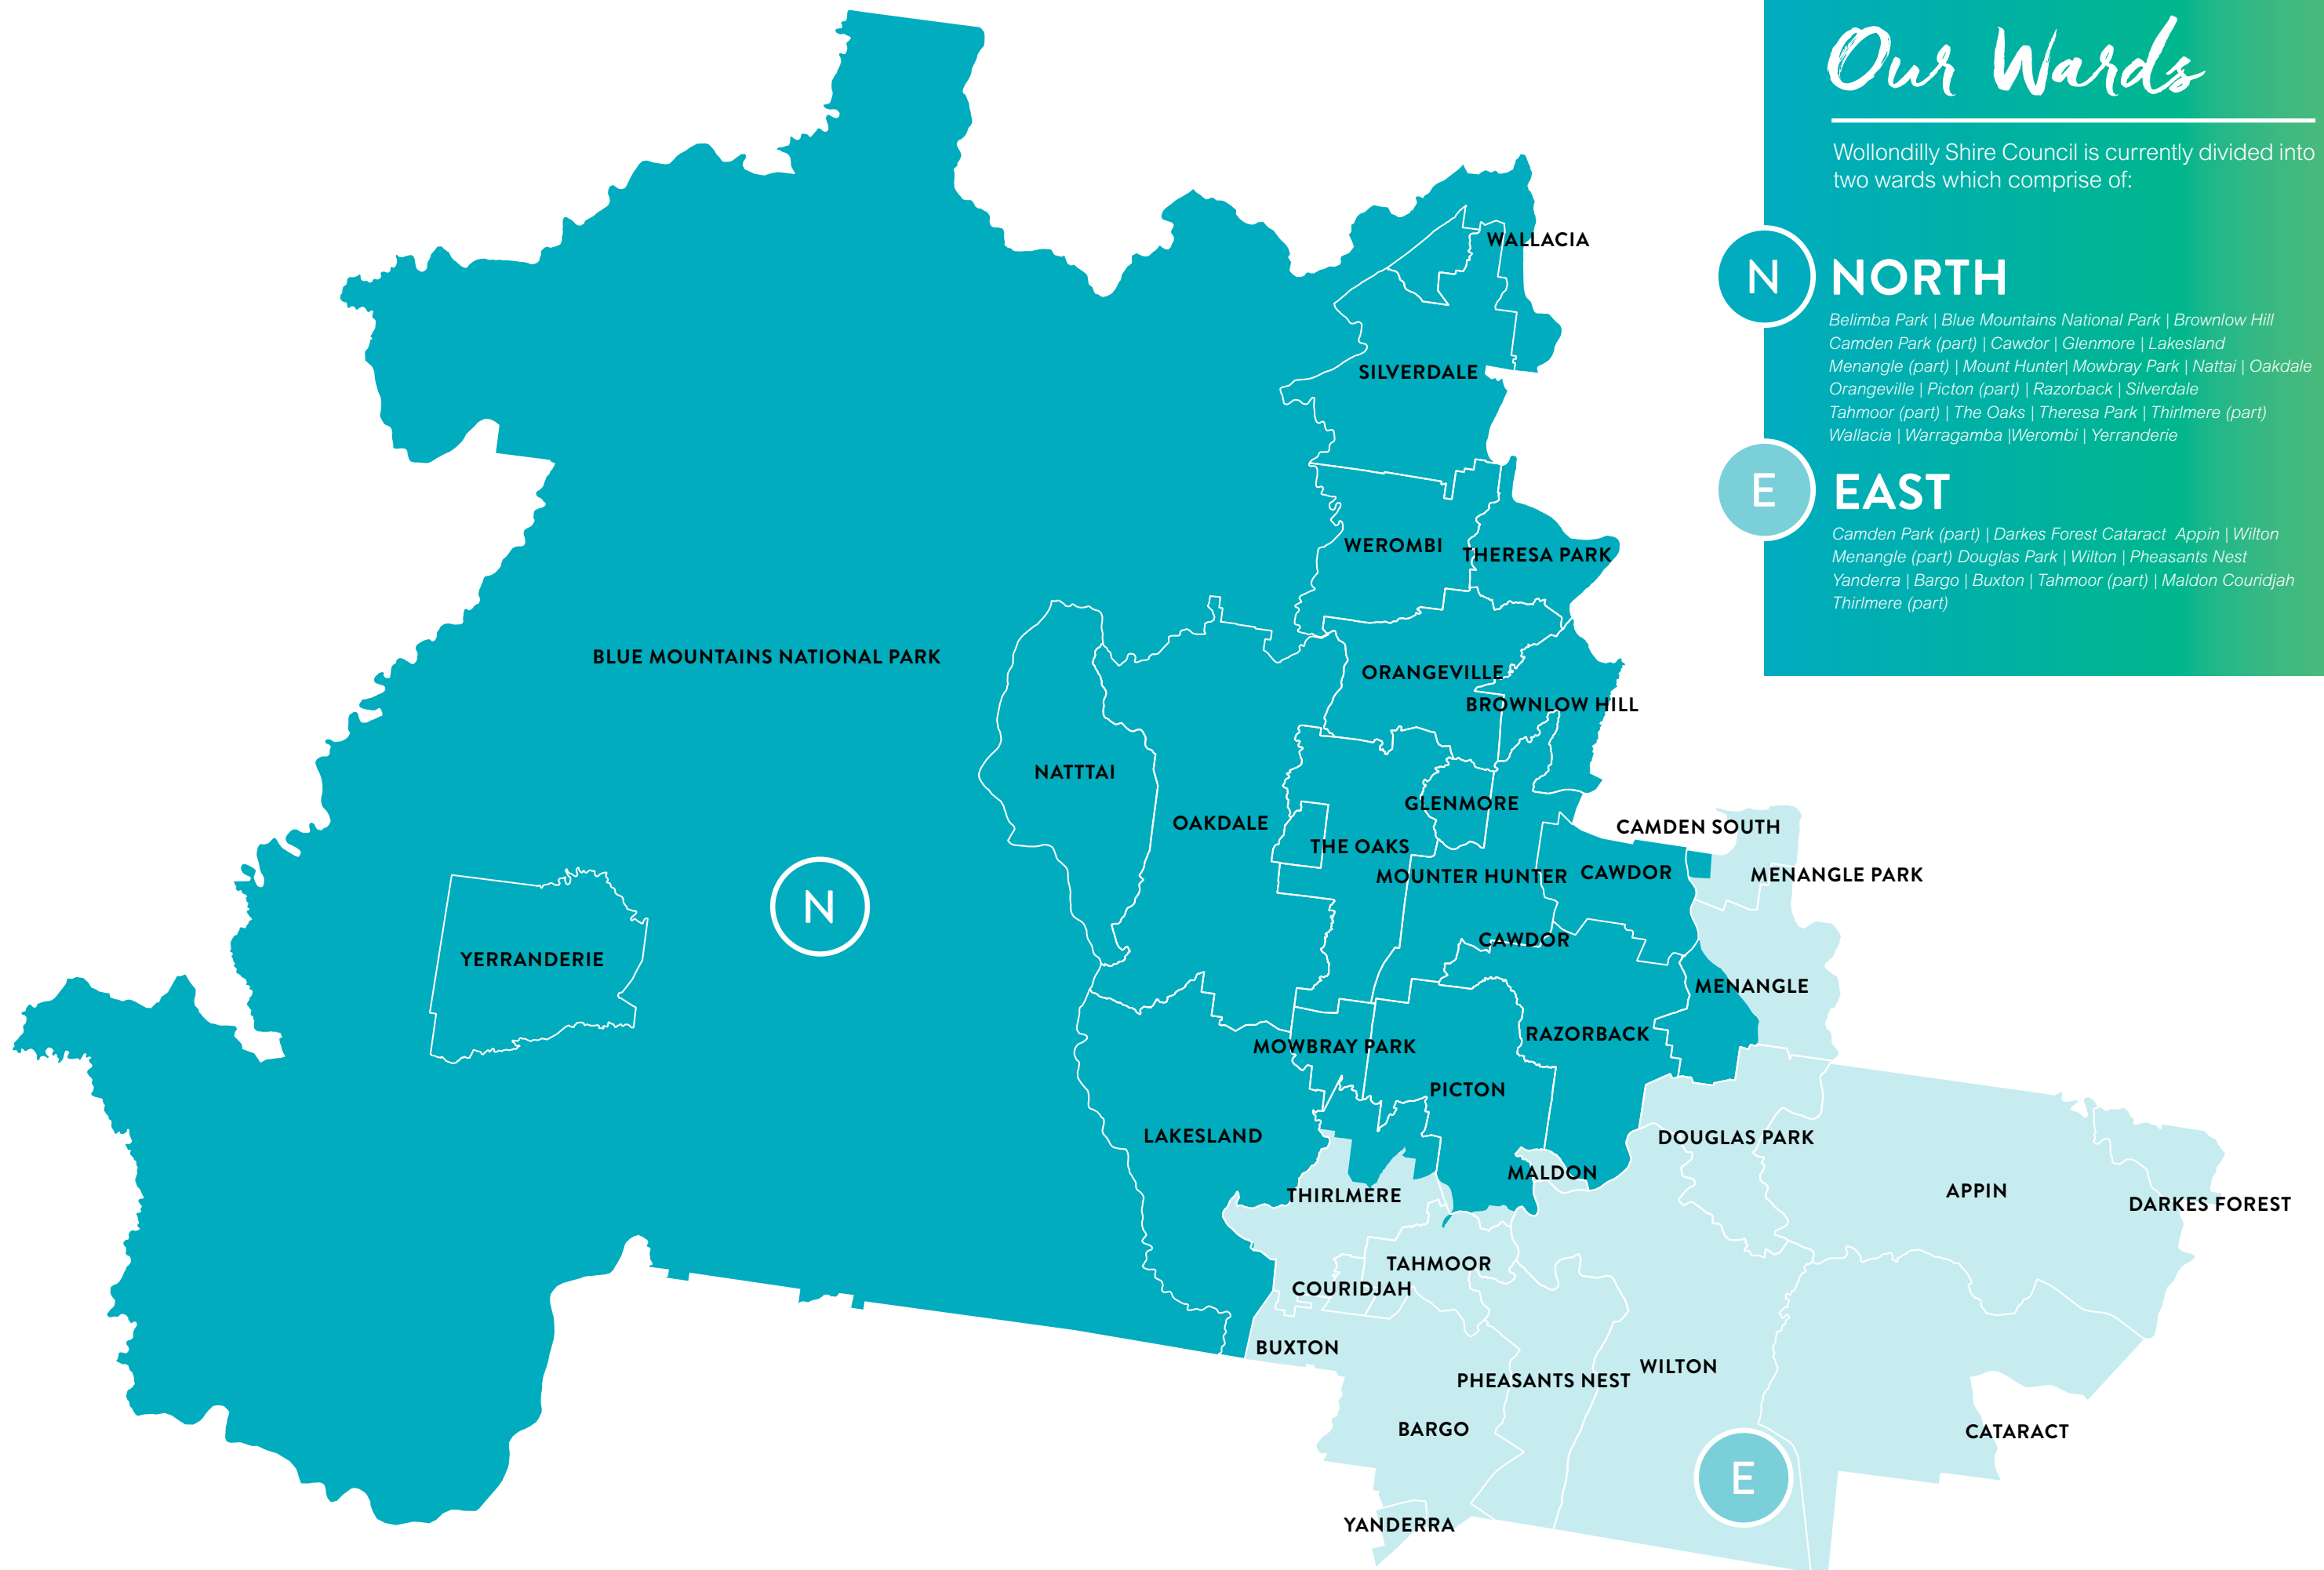 Our Wards
Wollondilly Shire Council is currently divided into
two wards which comprise of:
N
NORTH
Belimba Park | Blue Mountains National Park | Brownlow Hill
Camden Park (part) | Cawdor | Glenmore | Lakesland
Menangle (part) | Mount Hunter| Mowbray Park | Nattai | Oakdale
Orangeville | Picton (part) | Razorback | Silverdale
Tahmoor (part) | The Oaks | Theresa Park | Thirlmere (part)
Wallacia | Warragamba |Werombi | Yerranderie
E
EAST
Camden Park (part) | Darkes Forest Cataract Appin | Wilton
Menangle (part) Douglas Park | Wilton | Pheasants Nest
Yanderra | Bargo | Buxton | Tahmoor (part) | Maldon Couridjah
Thirlmere (part)
WALLACIA
SILVERDALE
WEROMBI
THERESA PARK
BLUE MOUNTAINS NATIONAL PARK
ORANGEVILLE
BROWNLOW HILL
NATTTAI
GLENMORE
OAKDALE
CAMDEN SOUTH
THE OAKS
CAWDOR
MENANGLE PARK
MOUNTER HUNTER
N
CAWDOR
YERRANDERIE
MENANGLE
RAZORBACK
MOWBRAY PARK
PICTON
LAKESLAND
DOUGLAS PARK
MALDON
APPIN
THIRLMERE
DARKES FOREST
TAHMOOR
COURIDJAH
BUXTON
WILTON
PHEASANTS NEST
BARGO
CATARACT
E
YANDERRA